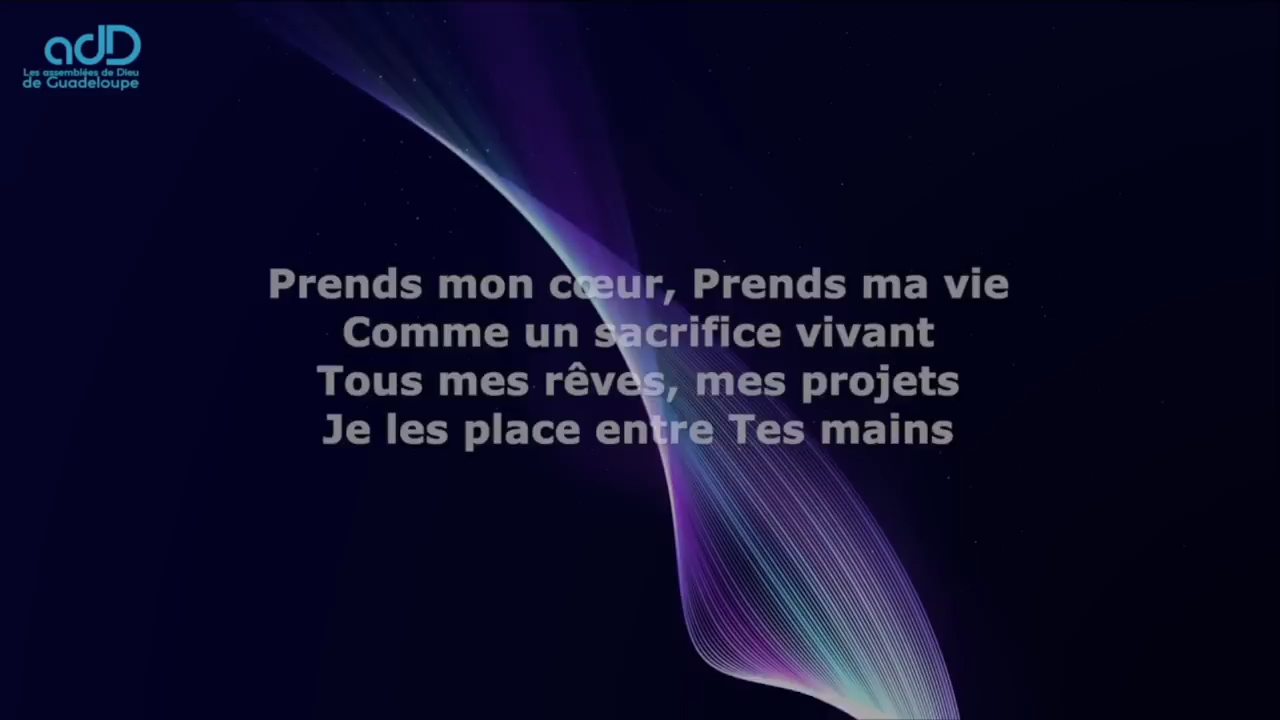 adD
Les assemblées de Dieu
de Guadeloupe
Prends mon cœur, Prends ma vie
Comme un sacrifice vivant
Tous mes rêves, mes projets
Je les place entre Tes mains